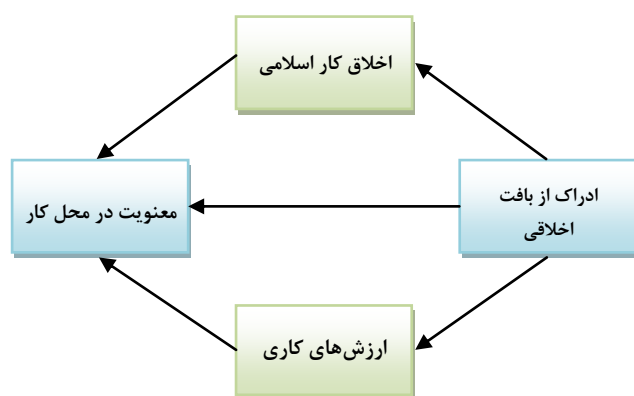 اخلاق کار اسلامی
ادراک از بافت
اخلاقی
معنویت در محل کار
ارزش‌های کاری